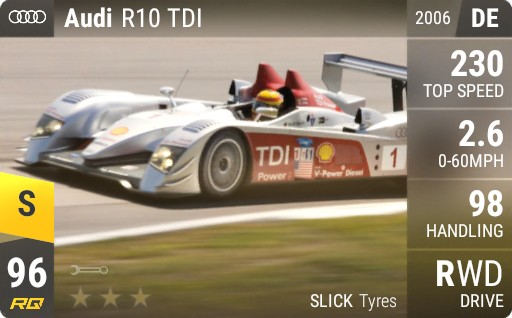 Audi R10 TDI
2006 DE
230
TOP SPEED
2.6
0-60MPH
98
HANDLING
RWD
DRIVE
S
96
RQ
SLICK Tyres
TDI
Power
V-Power Diesel
1